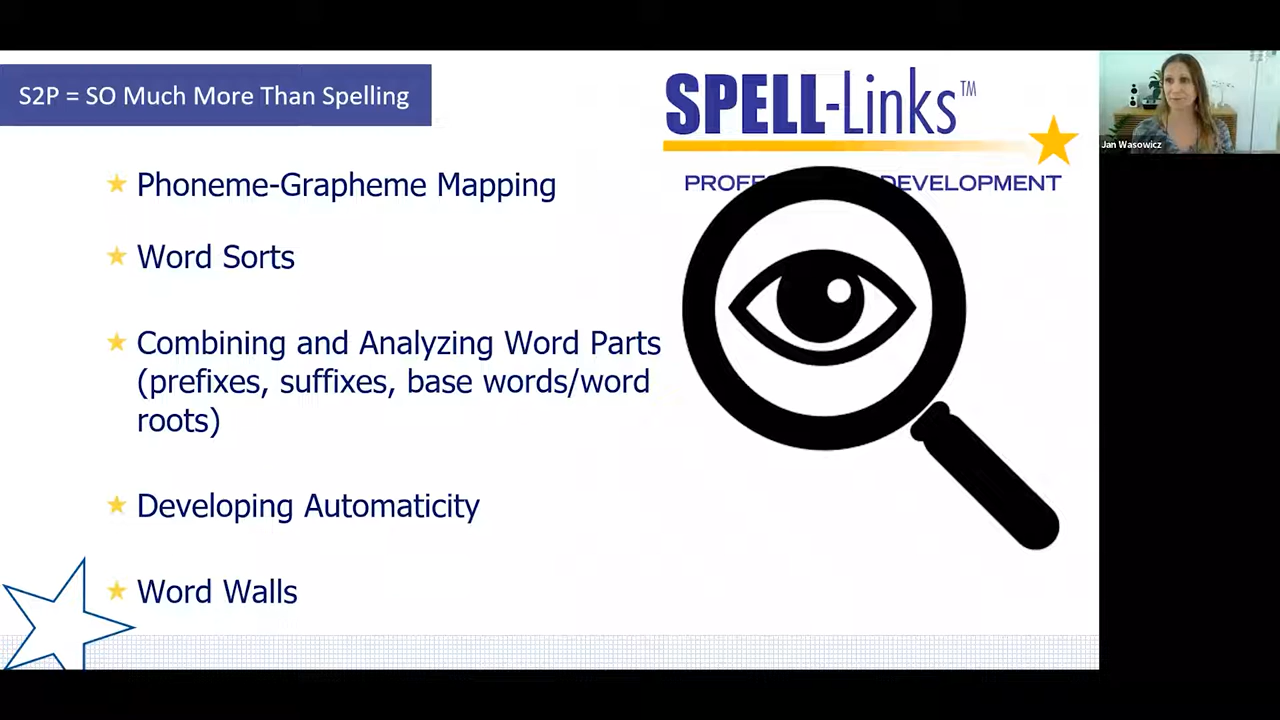 S2P = SO Much More Than Spelling
SPELL-Links™
Jan Wasowicz
DEVELOPMENT
Phoneme-Grapheme Mapping
Word Sorts
Combining and Analyzing Word Parts
(prefixes, suffixes, base words/word
roots)
Developing Automaticity
Word Walls